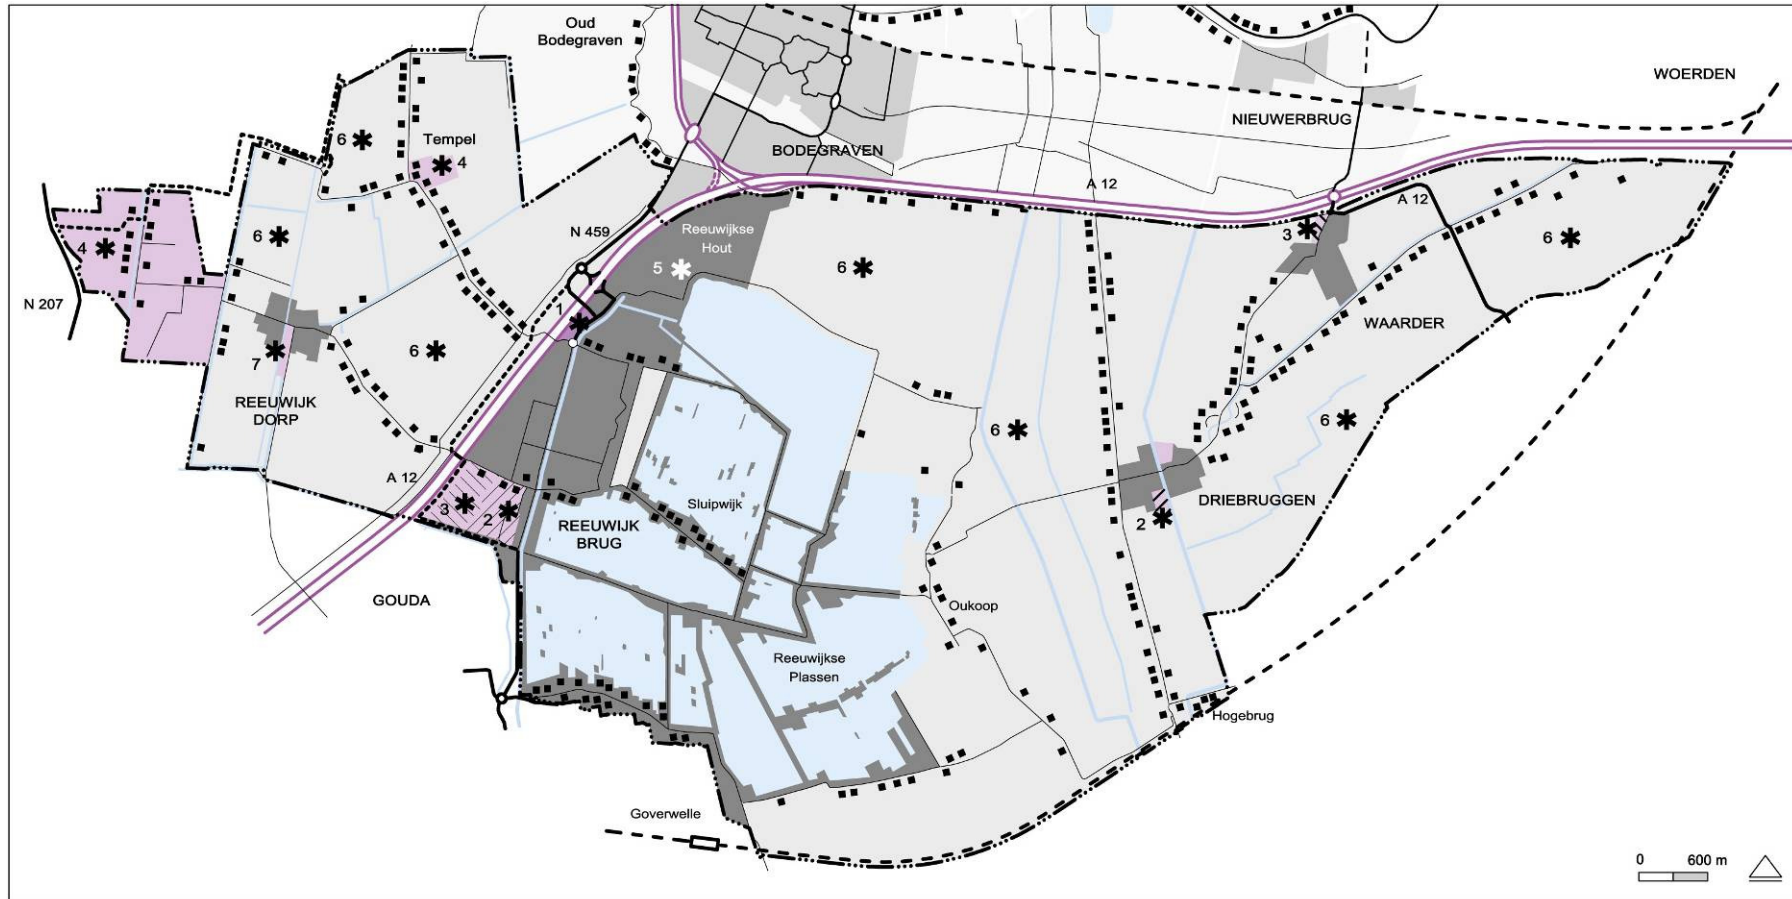 Oud
Bodegraven
WOERDEN
NIEUWERBRUG
BODEGRAVEN
Tempel
6
4
A 12
A 12
N 459
Reeuwijkse
Hout
5
3
6
4
6
6
N 207
1
WAARDER
7
6
REEUWIJK
DORP
6
6
A 12
3
2
Sluipwijk
DRIEBRUGGEN
2
REEUWIJK
BRUG
GOUDA
Oukoop
Reeuwijkse
Plassen
Hogebrug
Goverwelle
0
600 m